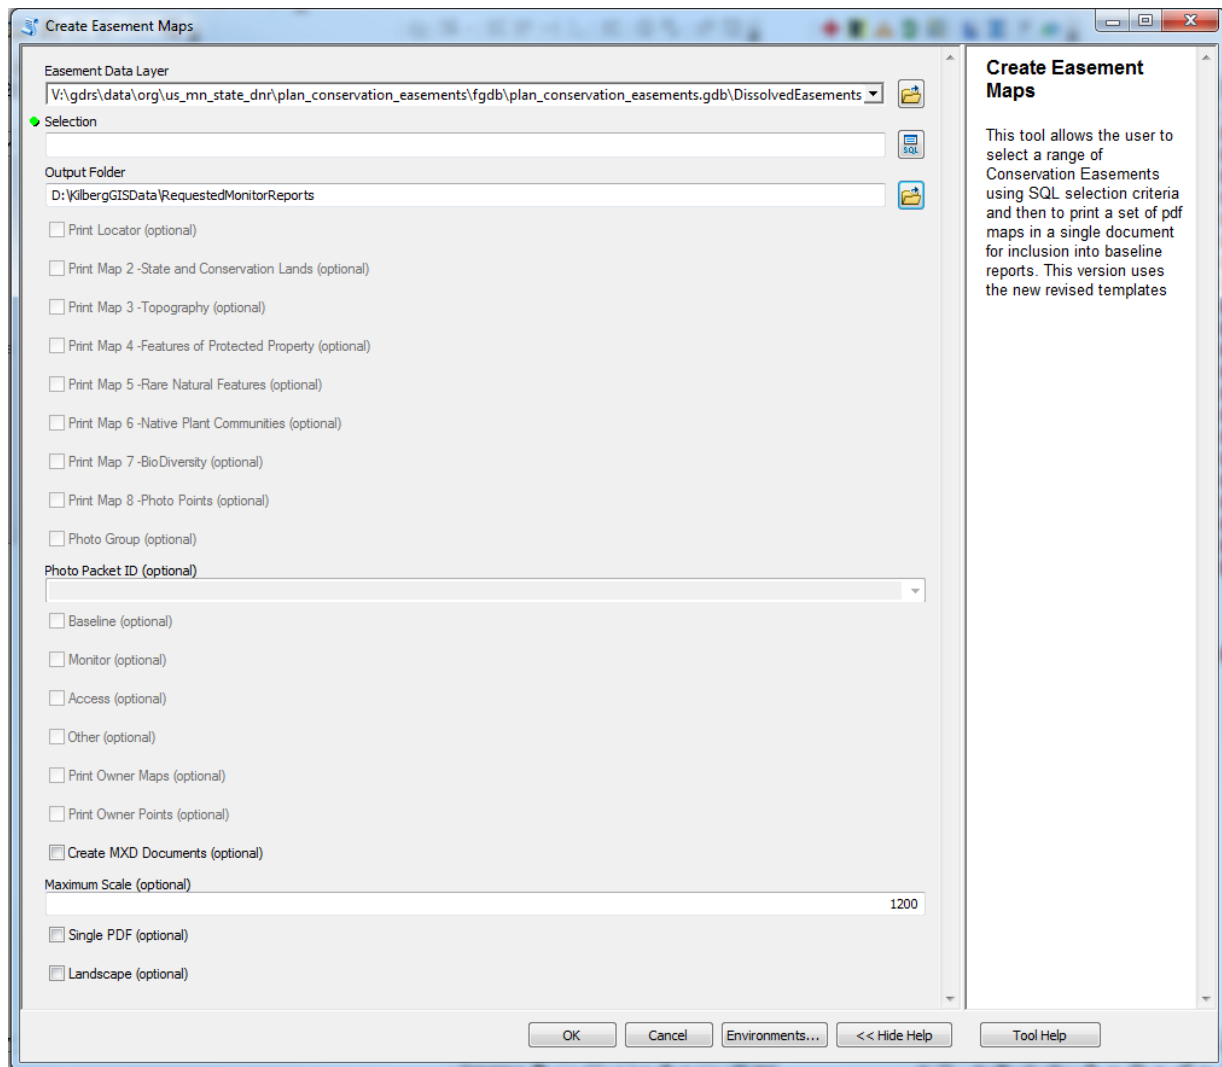 Create Easement Maps
Easement Data Layer
V:\gdrs\data\org\us_mn_state_dnr\plan_conservation_easements\fgdb\plan_conservation_easements.gdb\DissolvedEasements
Selection
SQL
Output Folder
D:\KilbergGISData\RequestedMonitorReports
Print Locator (optional)
Print Map 2 -State and Conservation Lands (optional)
Print Map 3 -Topography (optional)
Print Map 4 -Features of Protected Property (optional)
Print Map 5 -Rare Natural Features (optional)
Print Map 6 -Native Plant Communities (optional)
Print Map 7 -BioDiversity (optional)
Print Map 8 -Photo Points (optional)
Photo Group (optional)
Photo Packet ID (optional)
Baseline (optional)
Monitor (optional)
Access (optional)
Other (optional)
Print Owner Maps (optional)
Print Owner Points (optional)
Create MXD Documents (optional)
Maximum Scale (optional)
1200
Single PDF (optional)
Landscape (optional)
OK
Cancel
Environments...
<< Hide Help
Tool Help
Create Easement
Maps
This tool allows the user to
select a range of
Conservation Easements
using SQL selection criteria
and then to print a set of pdf
maps in a single document
for inclusion into baseline
reports. This version uses
the new revised templates